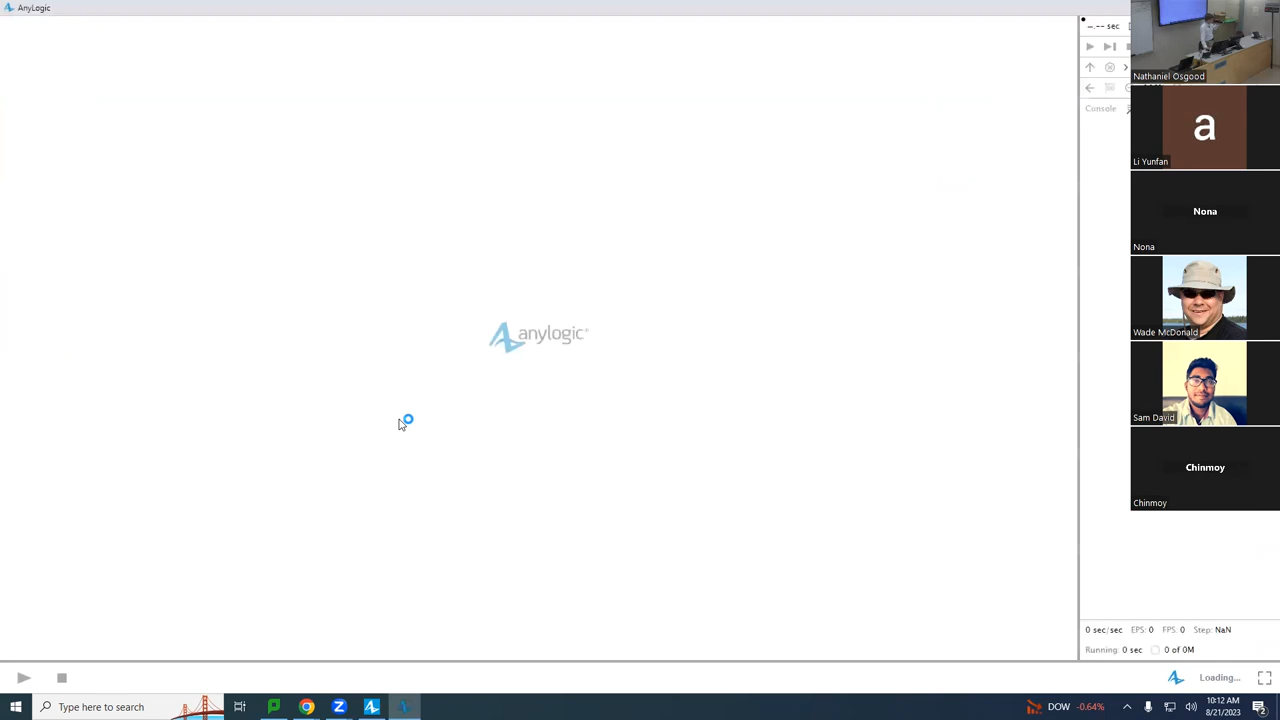 AnyLogic
-.-- sec
Console
anylogic
Nathaniel Osgood
a
Li Yunfan
Nona
Nona
Wade McDonald
Sam David
Chinmoy
Chinmoy
0 sec/sec EPS: 0 FPS: 0 Step: NaN
Running: 0 sec 0 of 0M
Loading...
Type here to search
DOW -0.64%
10:12 AM
8/21/2023
2